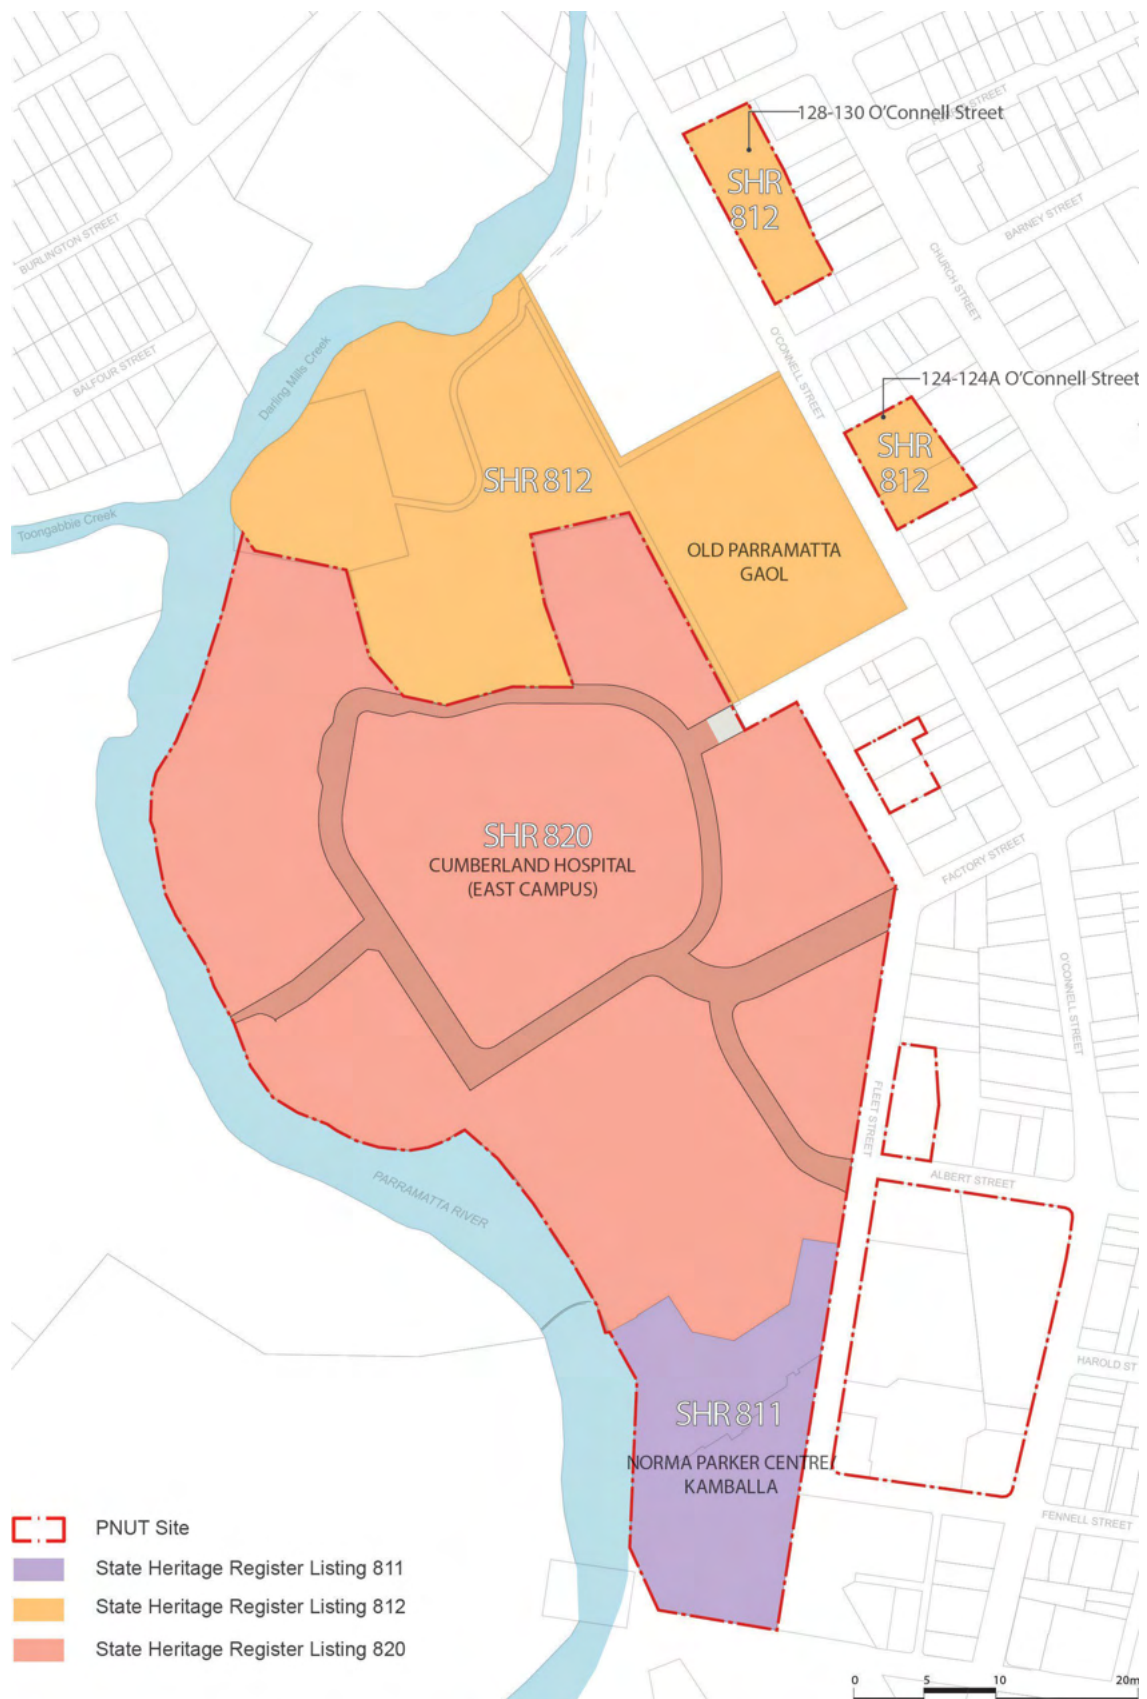 128-130 O'Connell Street
SHR
812
BURLINGTON STREET
BARNEY STREET
CHURCH STREET
BALFOUR STREET
Darling Mills Creek
O'CONNELL STREET
124-124A O'Connell Street
SHR
812
SHR 812
Toongabbie Creek
OLD PARRAMATTA
GAOL
SHR 820
CUMBERLAND HOSPITAL
(EAST CAMPUS)
FACTORY STREET
O'CONNELL STREET
FLEET STREET
ALBERT STREET
PARRAMATTA RIVER
HAROLD ST
SHR 811
NORMA PARKER CENTRE/
KAMBALLA
FENNELL STREET
PNUT Site
State Heritage Register Listing 811
State Heritage Register Listing 812
State Heritage Register Listing 820
0 5 10 20m